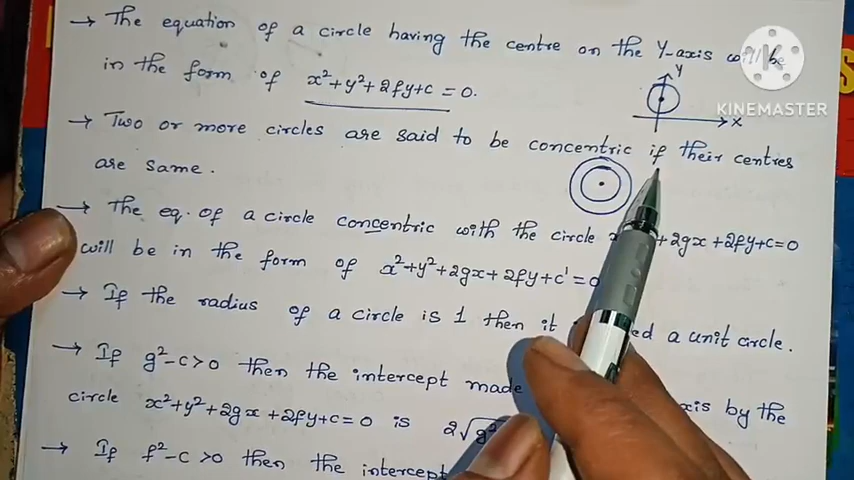 → The equation of a circle having the centre on the Y-axis will be
in the form of x²+y²+2fy+c=0.
Y
X
K
KINEMASTER
→ Two or more circles are said to be concentric if their centres
are same.
→ The eq. of a circle concentric with the circle +2gx+2fy+c=0
will be in the form of x²+y²+2gx+2fy+c'=0
→ If the radius of a circle is 1 then it a unit circle.
→ If g²-c>0 then the intercept made by the
circle x²+y²+2gx+2fy+c=0 is 2√g²
→ If f²-c>0 then the intercept